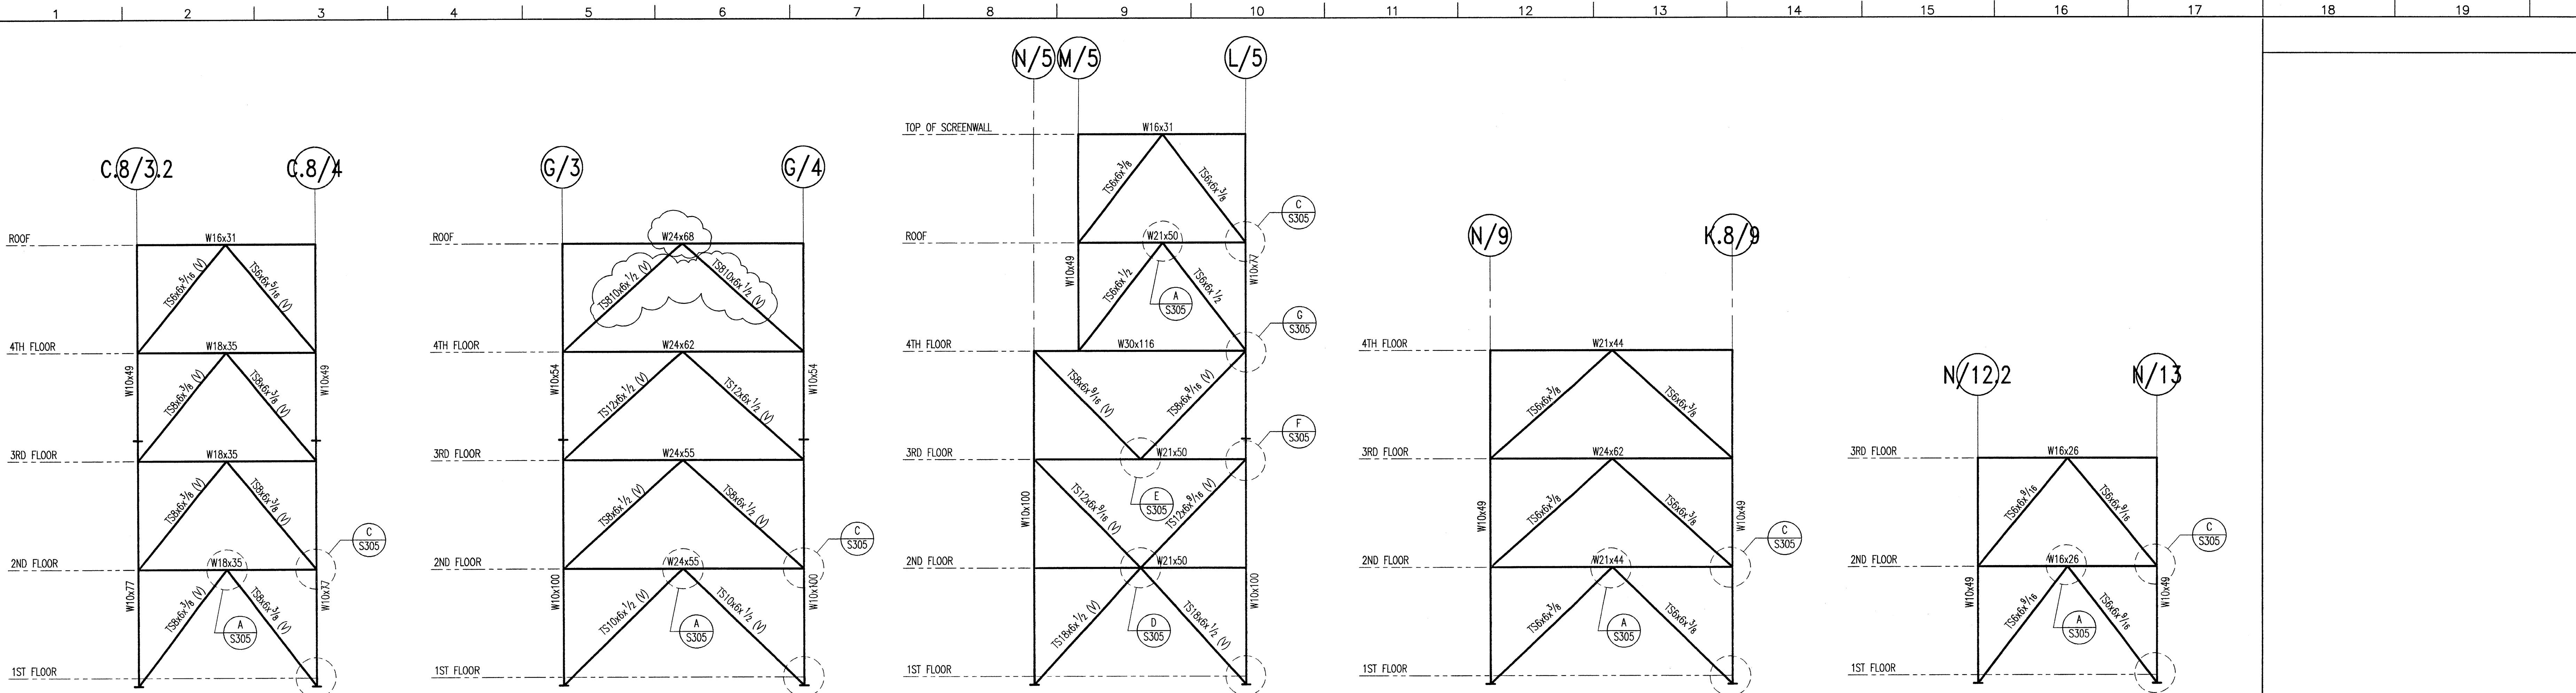 1 2 3 4 5 6 7 8 9 10 11 12 13 14 15 16 17 18 19
C.8/3.2
C.8/4
ROOF
W16x31
TS6x6x5/16 (V)
TS6x6x5/16 (V)
4TH FLOOR
W18x35
W10x49
W10x49
TS8x6x3/8 (V)
TS8x6x3/8 (V)
3RD FLOOR
W18x35
TS8x6x3/8 (V)
TS8x6x3/8 (V)
C
S305
2ND FLOOR
W18x35
W10x77
W10x77
TS8x6x3/8 (V)
TS8x6x3/8 (V)
A
S305
1ST FLOOR
G/3
G/4
ROOF
W24x68
TS810x6x1/2 (V)
TS810x6x1/2 (V)
4TH FLOOR
W24x62
W10x54
W10x54
TS12x6x1/2 (V)
TS12x6x1/2 (V)
3RD FLOOR
W24x55
TS8x6x1/2 (V)
TS8x6x1/2 (V)
C
S305
2ND FLOOR
W24x55
W10x100
W10x100
TS10x6x1/2 (V)
TS10x6x1/2 (V)
A
S305
1ST FLOOR
N/5
M/5
L/5
TOP OF SCREENWALL
W16x31
TS6x6x3/8
TS6x6x3/8
C
S305
ROOF
W21x50
W10x49
W10x77
TS6x6x1/2
TS6x6x1/2
A
S305
G
S305
4TH FLOOR
W30x116
TS8x6x9/16 (V)
TS8x6x9/16 (V)
F
S305
3RD FLOOR
W21x50
W10x100
TS12x6x9/16 (V)
TS12x6x9/16 (V)
E
S305
2ND FLOOR
W21x50
W10x100
TS18x6x1/2 (V)
TS18x6x1/2 (V)
D
S305
1ST FLOOR
N/9
K.8/9
4TH FLOOR
W21x44
TS6x6x3/8
TS6x6x3/8
3RD FLOOR
W24x62
W10x49
W10x49
TS6x6x3/8
TS6x6x3/8
C
S305
2ND FLOOR
W21x44
TS6x6x3/8
TS6x6x3/8
A
S305
1ST FLOOR
N/12.2
N/13
3RD FLOOR
W16x26
TS6x6x9/16
TS6x6x9/16
C
S305
2ND FLOOR
W16x26
W10x49
W10x49
TS6x6x9/16
TS6x6x9/16
A
S305
1ST FLOOR